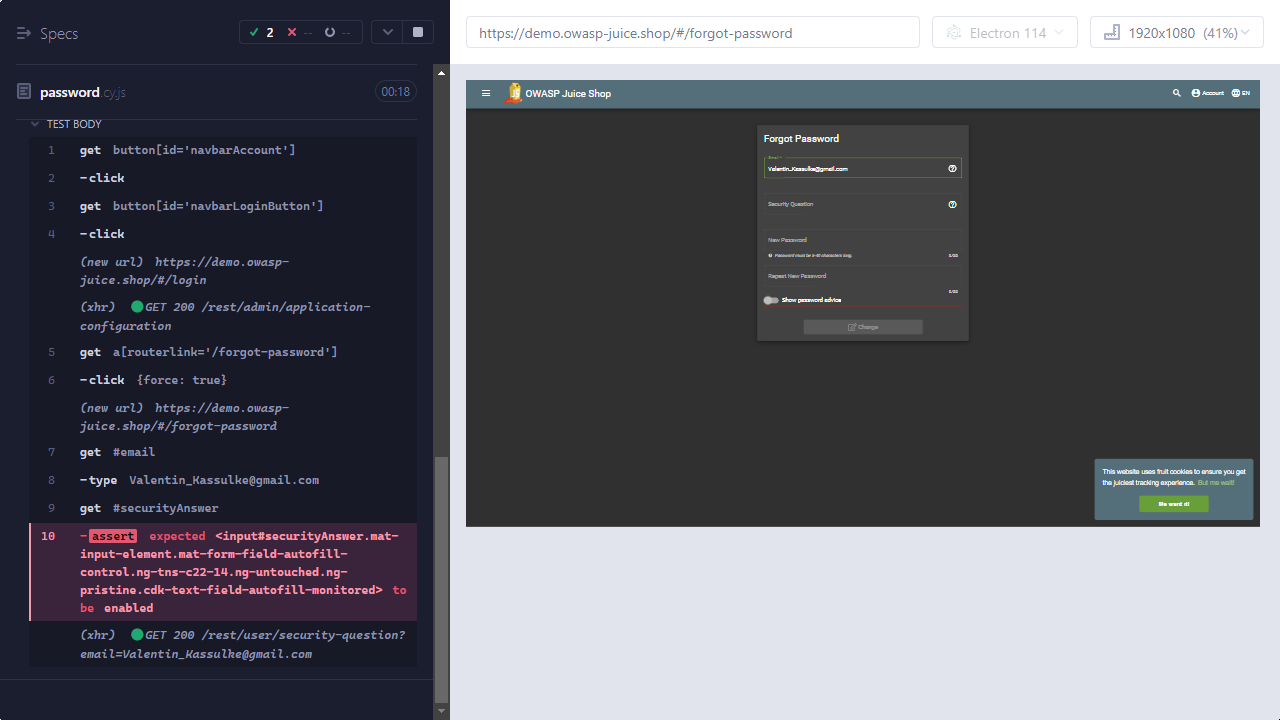 Specs
2
--
--
password.cy.js
00:18
TEST BODY
1 get button[id='navbarAccount']
2 -click
3 get button[id='navbarLoginButton']
4 -click
(new url) https://demo.owasp-
juice.shop/#/login
(xhr) GET 200 /rest/admin/application-
configuration
5 get a[routerlink='/forgot-password']
6 -click {force: true}
(new url) https://demo.owasp-
juice.shop/#/forgot-password
7 get #email
8 -type Valentin_Kassulke@gmail.com
9 get #securityAnswer
10 -assert expected <input#securityAnswer.mat-
input-element.mat-form-field-autofill-
control.ng-tns-c22-14.ng-untouched.ng-
pristine.cdk-text-field-autofill-monitored> to
be enabled
(xhr) GET 200 /rest/user/security-question?
email=Valentin_Kassulke@gmail.com
https://demo.owasp-juice.shop/#/forgot-password
Electron 114
1920x1080 (41%)
OWASP Juice Shop
Account
EN
Forgot Password
Email *
Valentin_Kassulke@gmail.com
Security Question
New Password
Password must be 5-40 characters long.
Repeat New Password
Show password advice
Change
This website uses fruit cookies to ensure you get
the juiciest tracking experience. But me wait!
Me want it!